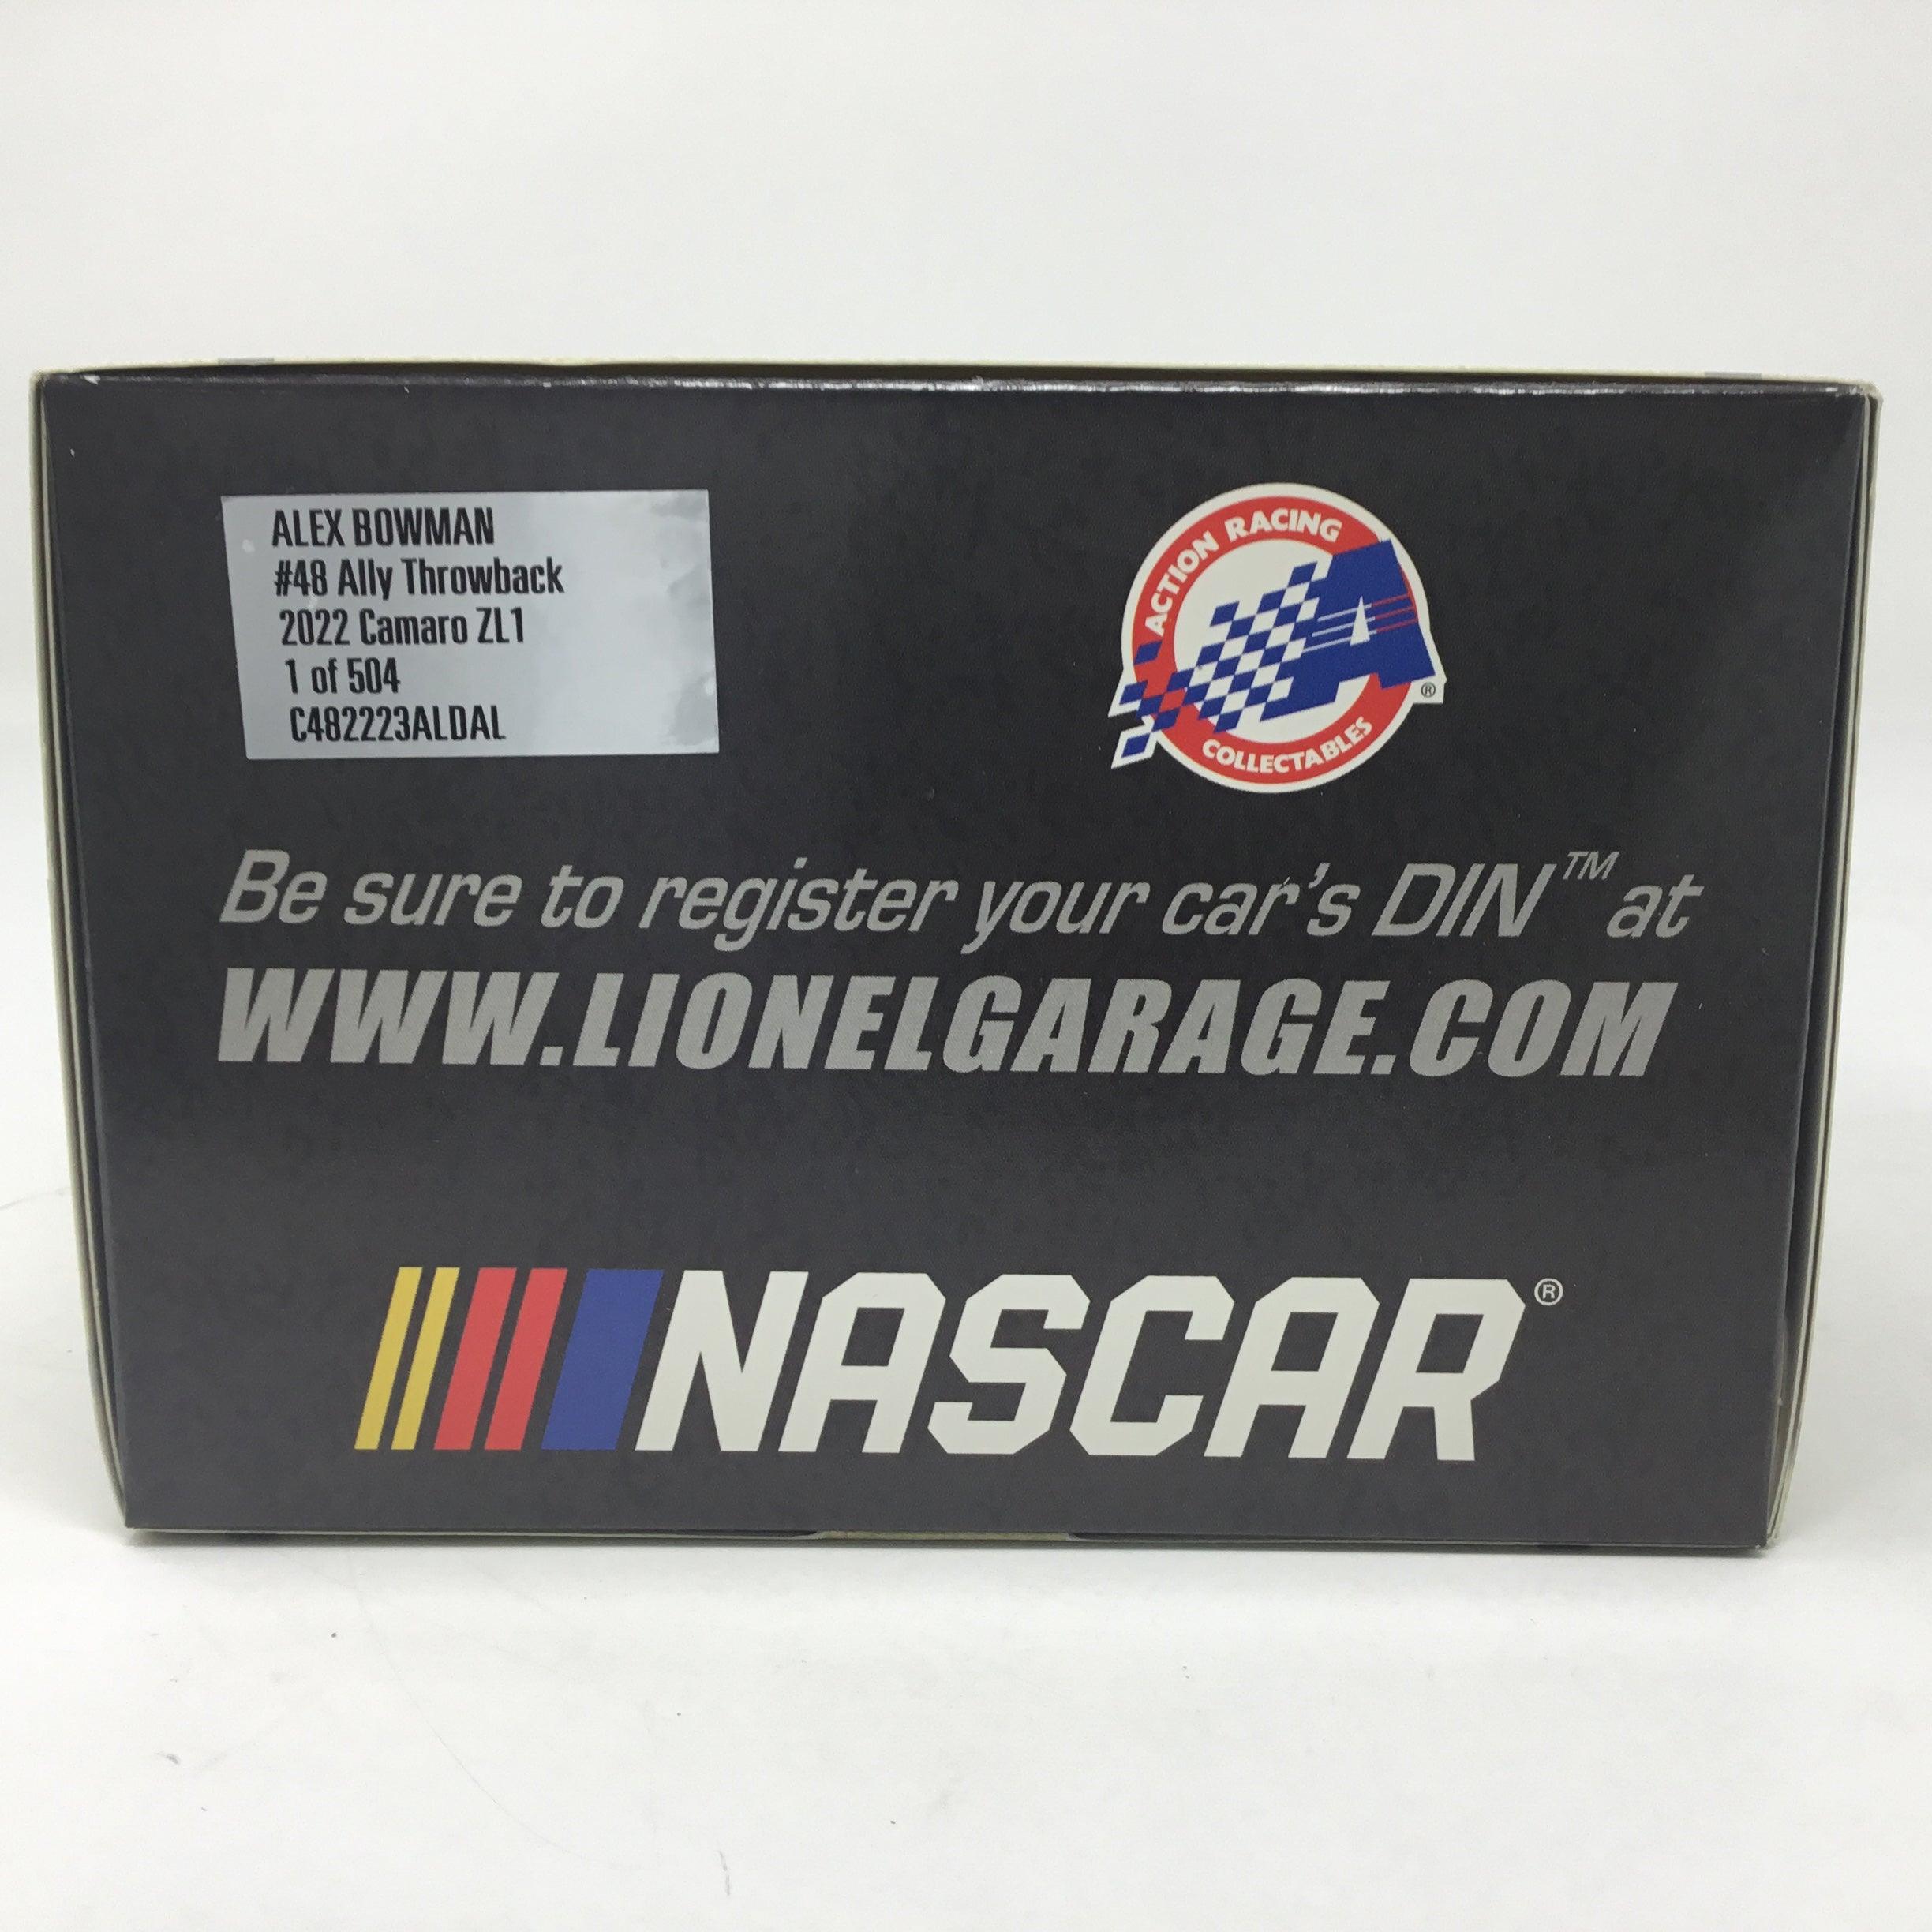 ALEX BOWMAN
#48 Ally Throwback
2022 Camaro ZL1
1 of 504
C482223ALDAL
ACTION RACING
A®
COLLECTABLES
Be sure to register your car's DIN™ at
WWW.LIONELGARAGE.COM
NASCAR®